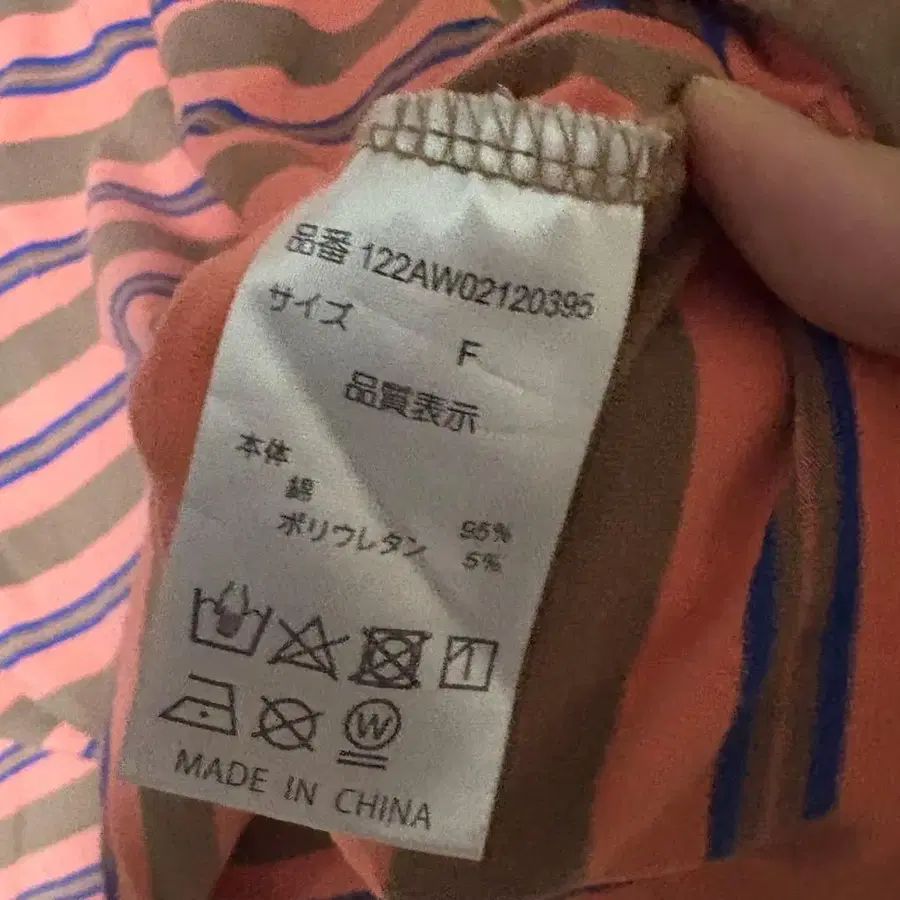 品番 122AW02120395
サイズ
F
品質表示
本体
綿 95%
ポリウレタン 5%
W
MADE IN CHINA